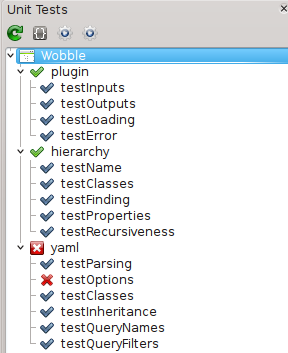 Unit Tests
Wobble
plugin
testInputs
testOutputs
testLoading
testError
hierarchy
testName
testClasses
testFinding
testProperties
testRecursiveness
yaml
testParsing
testOptions
testClasses
testInheritance
testQueryNames
testQueryFilters